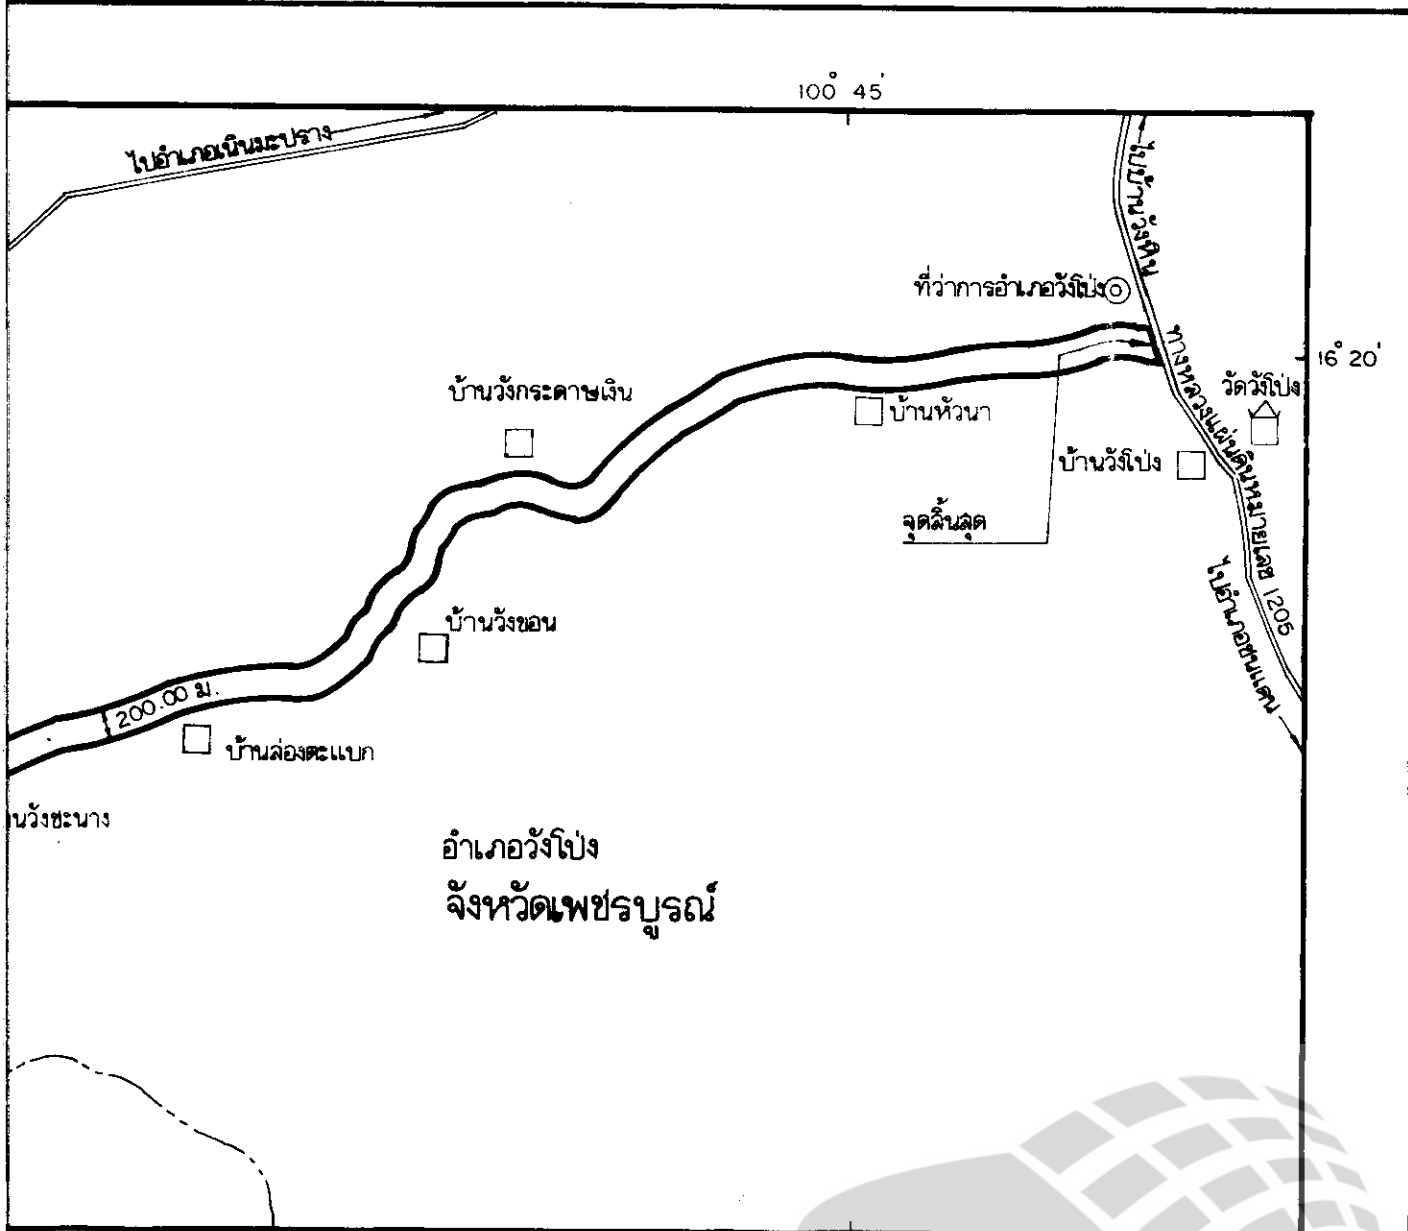 100° 45'
ไปอำเภอเนินมะปราง
ไปบ้านวังหิน
ที่ว่าการอำเภอวังโป่ง
16° 20'
ทางหลวงแผ่นดินหมายเลข 1205
บ้านวังกระดาษเงิน
วัดวังโป่ง
บ้านหัวนา
บ้านวังโป่ง
จุดสิ้นสุด
ไปอำเภอชนแดน
บ้านวังขอน
200.00 ม.
บ้านล่องตะแบก
านวังชะนาง
อำเภอวังโป่ง
จังหวัดเพชรบูรณ์